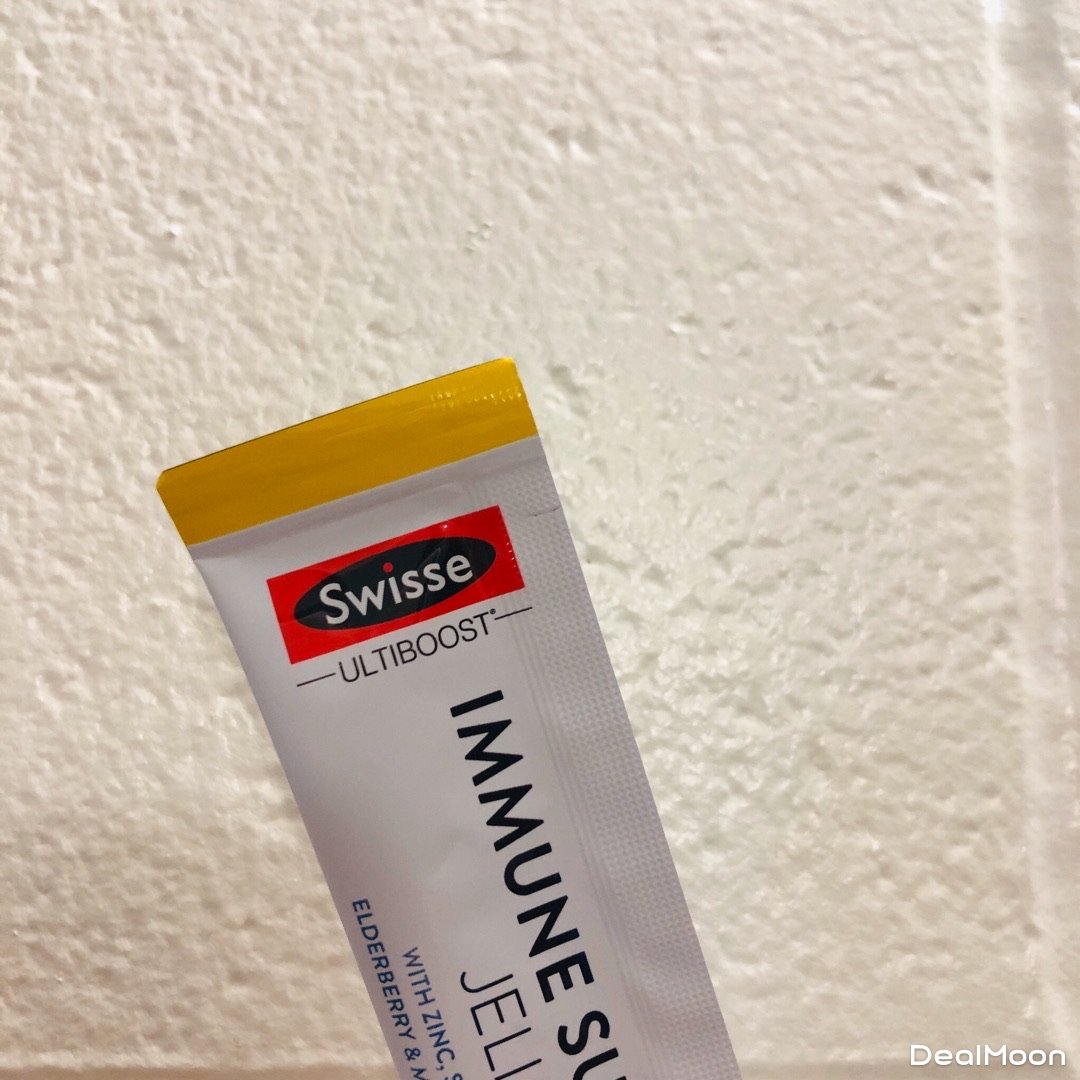 Swisse
ULTIBOOST®
IMMUNE SU
JELL
WITH ZINC, S
ELDERBERRY & M
DealMoon